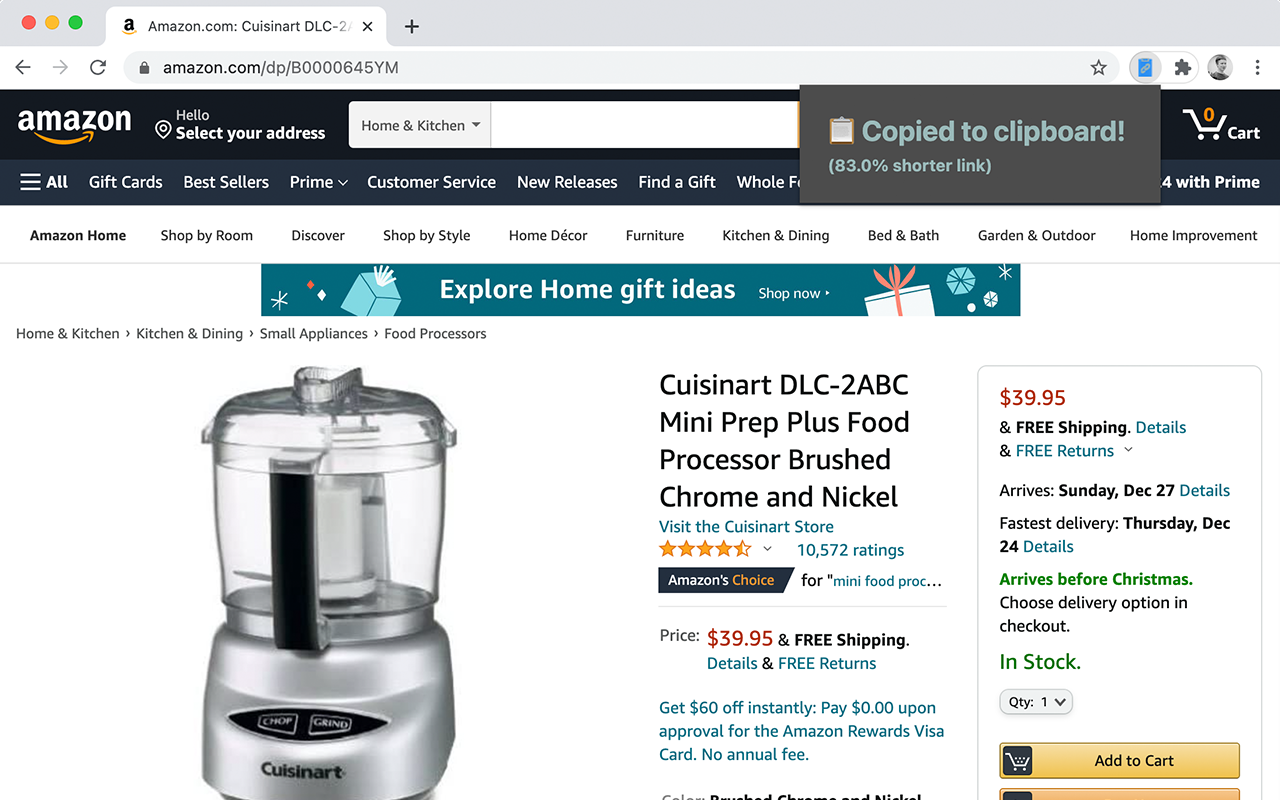 Amazon.com: Cuisinart DLC-2A
amazon.com/dp/B0000645YM
amazon
Hello
Select your address
Home & Kitchen
📋 Copied to clipboard!
(83.0% shorter link)
0
Cart
All Gift Cards Best Sellers Prime Customer Service New Releases Find a Gift Whole Fo
4 with Prime
Amazon Home Shop by Room Discover Shop by Style Home Décor Furniture Kitchen & Dining Bed & Bath Garden & Outdoor Home Improvement
Explore Home gift ideas Shop now ▸
Home & Kitchen › Kitchen & Dining › Small Appliances › Food Processors
CHOP GRIND
Cuisinart
Cuisinart DLC-2ABC
Mini Prep Plus Food
Processor Brushed
Chrome and Nickel
Visit the Cuisinart Store
10,572 ratings
Amazon's Choice for "mini food proc...
Price: $39.95 & FREE Shipping.
Details & FREE Returns
Get $60 off instantly: Pay $0.00 upon
approval for the Amazon Rewards Visa
Card. No annual fee.
Color: Brushed Chrome and Nickel
$39.95
& FREE Shipping. Details
& FREE Returns
Arrives: Sunday, Dec 27 Details
Fastest delivery: Thursday, Dec
24 Details
Arrives before Christmas.
Choose delivery option in
checkout.
In Stock.
Qty: 1
Add to Cart